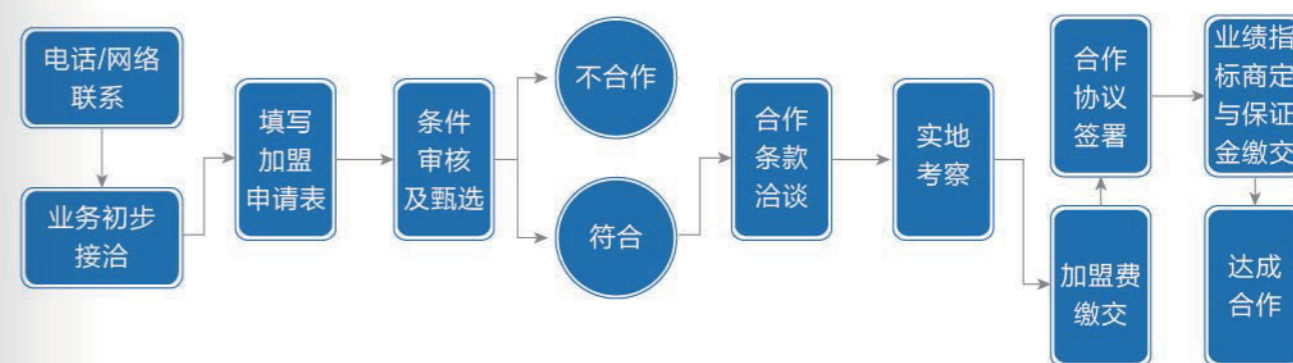 电话/网络
联系
业务初步
接洽
填写
加盟
申请表
条件
审核
及甄选
不合作
符合
合作
条款
洽谈
实地
考察
加盟费
缴交
合作
协议
签署
业绩指
标商定
与保证
金缴交
达成
合作